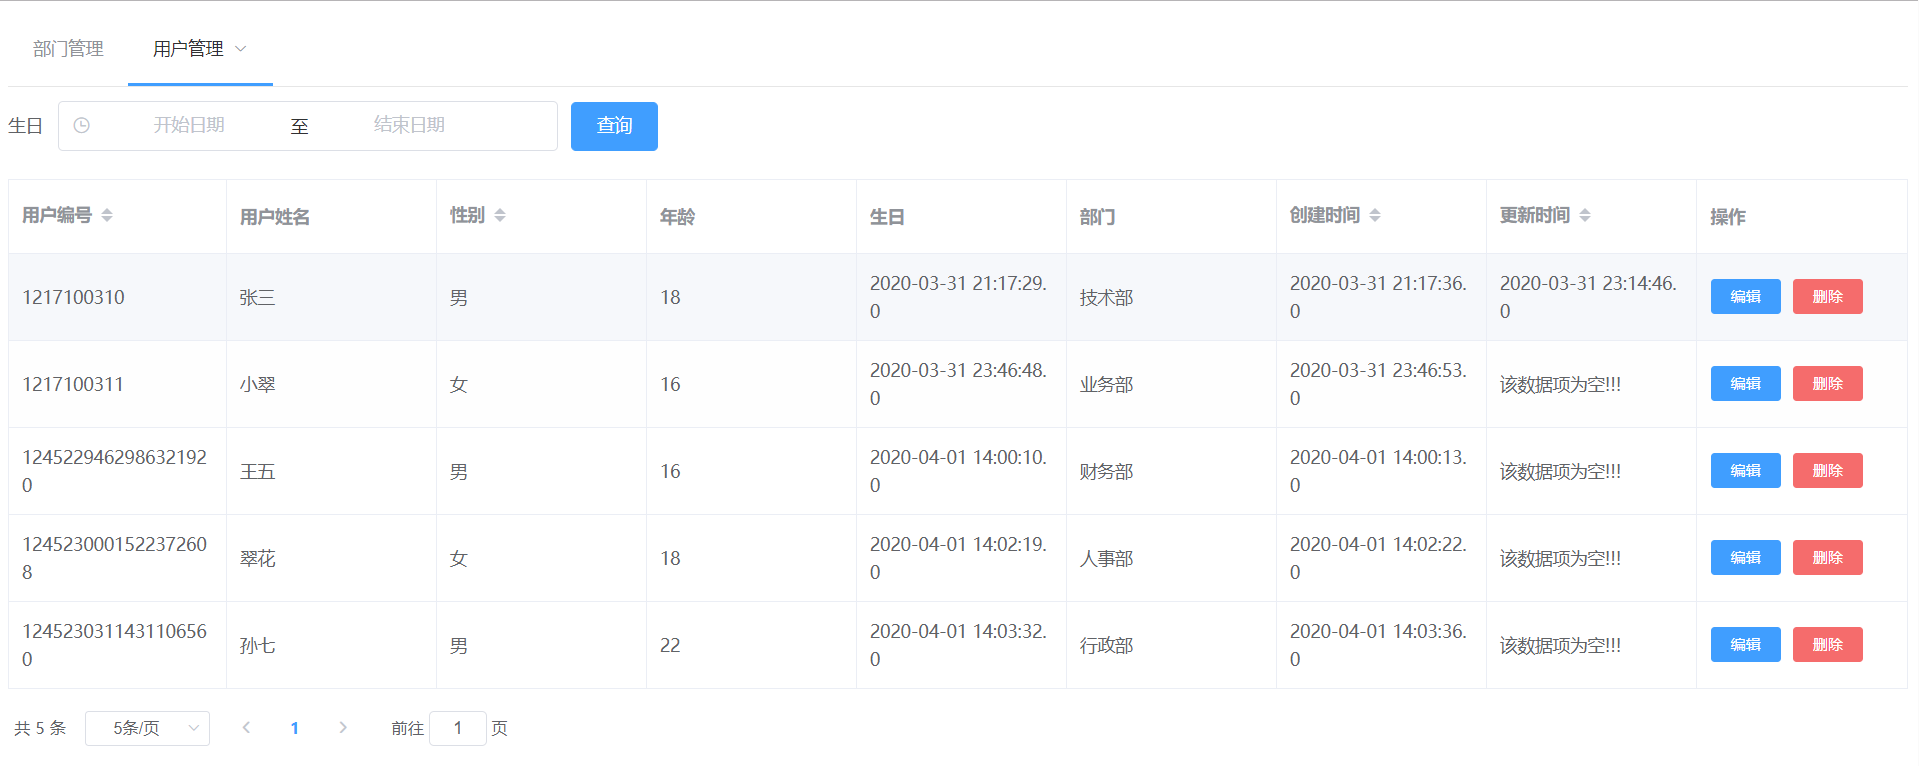 部门管理 用户管理
生日 开始日期 至 结束日期 查询
用户编号 用户姓名 性别 年龄 生日 部门 创建时间 更新时间 操作
1217100310 张三 男 18 2020-03-31 21:17:29.0 技术部 2020-03-31 21:17:36.0 2020-03-31 23:14:46.0 编辑 删除
1217100311 小翠 女 16 2020-03-31 23:46:48.0 业务部 2020-03-31 23:46:53.0 该数据项为空!!! 编辑 删除
1245229462986321920 王五 男 16 2020-04-01 14:00:10.0 财务部 2020-04-01 14:00:13.0 该数据项为空!!! 编辑 删除
1245230001522372608 翠花 女 18 2020-04-01 14:02:19.0 人事部 2020-04-01 14:02:22.0 该数据项为空!!! 编辑 删除
1245230311431106560 孙七 男 22 2020-04-01 14:03:32.0 行政部 2020-04-01 14:03:36.0 该数据项为空!!! 编辑 删除
共 5 条 5条/页 1 前往 1 页